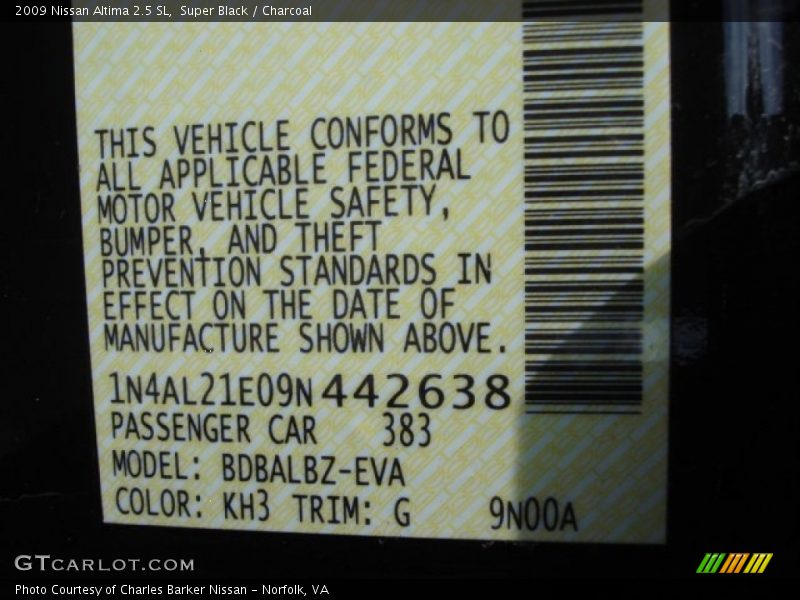 2009 Nissan Altima 2.5 SL,  Super Black / Charcoal
THIS VEHICLE CONFORMS TO
ALL APPLICABLE FEDERAL
MOTOR VEHICLE SAFETY,
BUMPER, AND THEFT
PREVENTION STANDARDS IN
EFFECT ON THE DATE OF
MANUFACTURE SHOWN ABOVE.
1N4AL21E09N442638
PASSENGER CAR 383
MODEL: BDBALBZ-EVA
COLOR: KH3 TRIM: G 9N00A
GTCARLOT.COM
Photo Courtesy of Charles Barker Nissan - Norfolk, VA